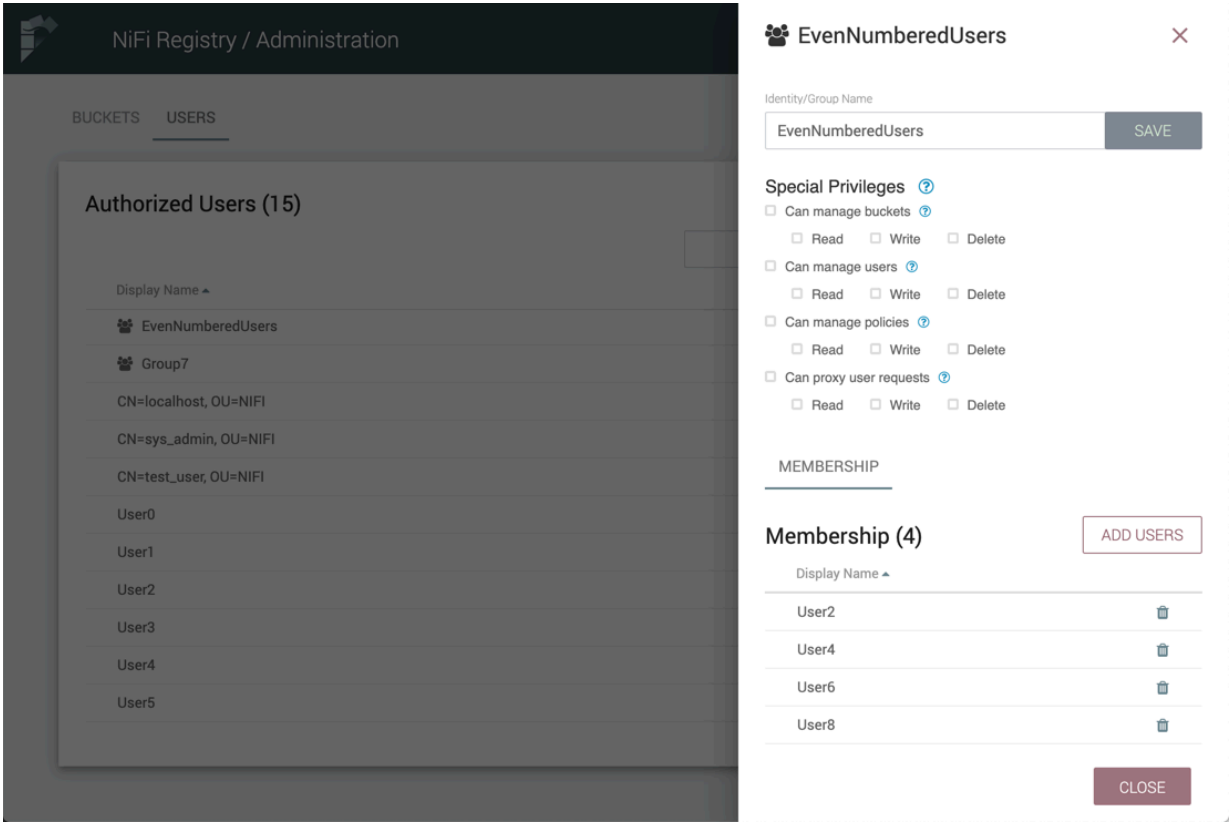 NiFi Registry / Administration
BUCKETS USERS
Authorized Users (15)
Display Name
EvenNumberedUsers
Group7
CN=localhost, OU=NIFI
CN=sys_admin, OU=NIFI
CN=test_user, OU=NIFI
User0
User1
User2
User3
User4
User5
EvenNumberedUsers
Identity/Group Name
EvenNumberedUsers SAVE
Special Privileges ?
Can manage buckets ?
Read Write Delete
Can manage users ?
Read Write Delete
Can manage policies ?
Read Write Delete
Can proxy user requests ?
Read Write Delete
MEMBERSHIP
Membership (4) ADD USERS
Display Name
User2
User4
User6
User8
CLOSE